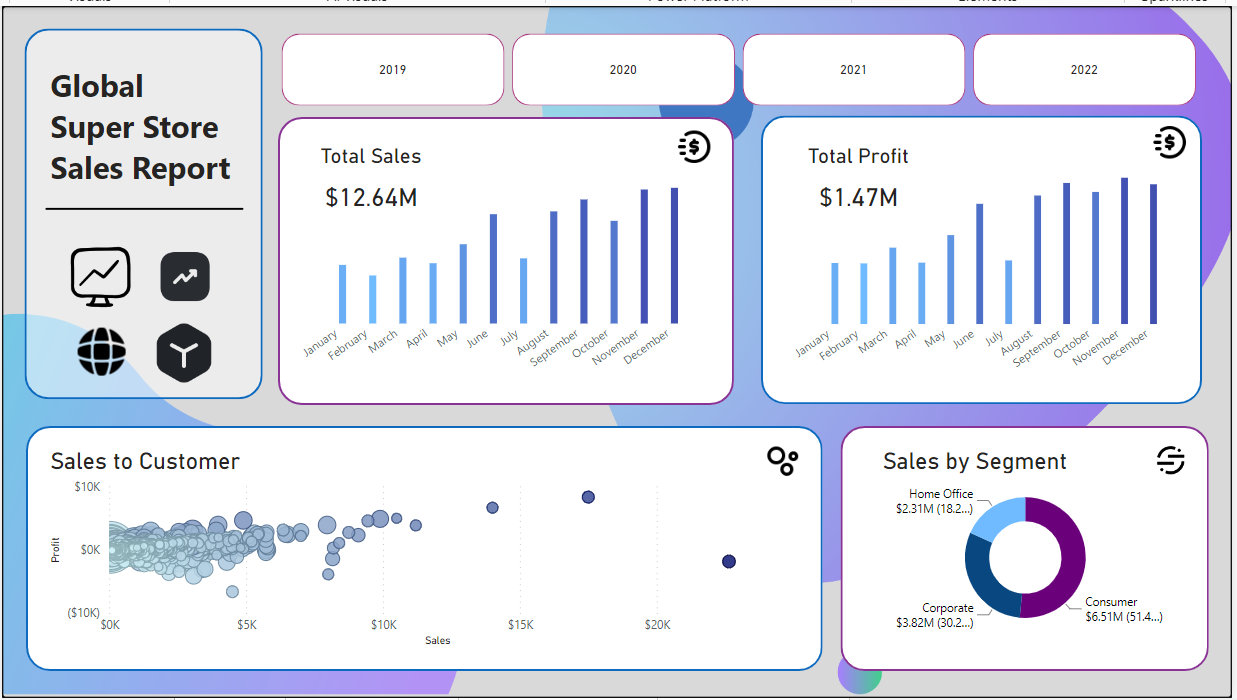 Global
Super Store
Sales Report
2019
2020
2021
2022
Total Sales
$12.64M
January
February
March
April
May
June
July
August
September
October
November
December
Total Profit
$1.47M
January
February
March
April
May
June
July
August
September
October
November
December
Sales to Customer
$10K
$0K
($10K)
Profit
$0K
$5K
$10K
$15K
$20K
Sales
Sales by Segment
Home Office
$2.31M (18.2...)
Corporate
$3.82M (30.2...)
Consumer
$6.51M (51.4...)